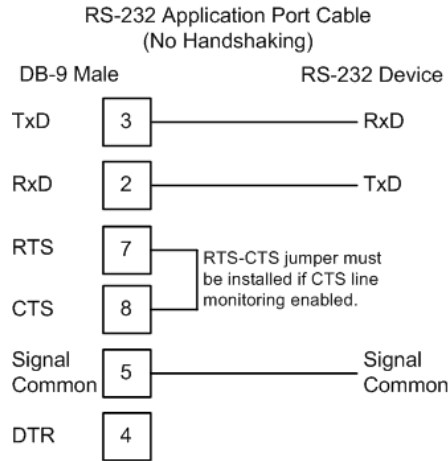 RS-232 Application Port Cable
(No Handshaking)
DB-9 Male
RS-232 Device
TxD 3 RxD
RxD 2 TxD
RTS 7
RTS-CTS jumper must
be installed if CTS line
monitoring enabled.
CTS 8
Signal
Common 5
Signal
Common
DTR 4